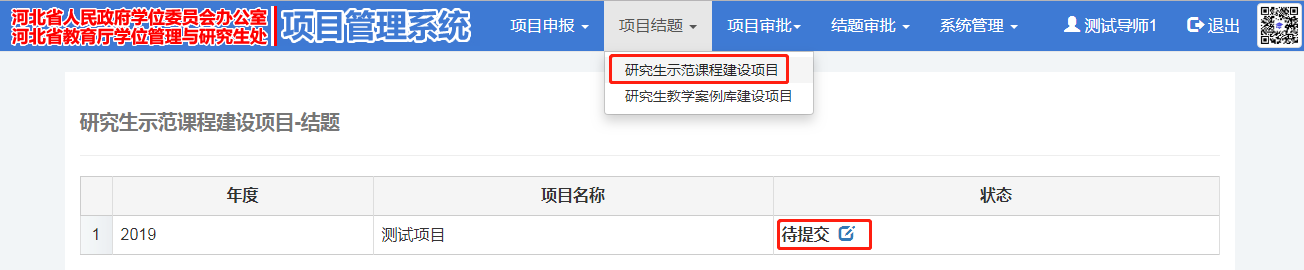 河北省人民政府学位委员会办公室
河北省教育厅学位管理与研究生处
项目管理系统
项目申报 项目结题 项目审批 结题审批 系统管理 测试导师1 退出
研究生示范课程建设项目
研究生教学案例库建设项目
研究生示范课程建设项目-结题
年度 项目名称 状态
1 2019 测试项目 待提交